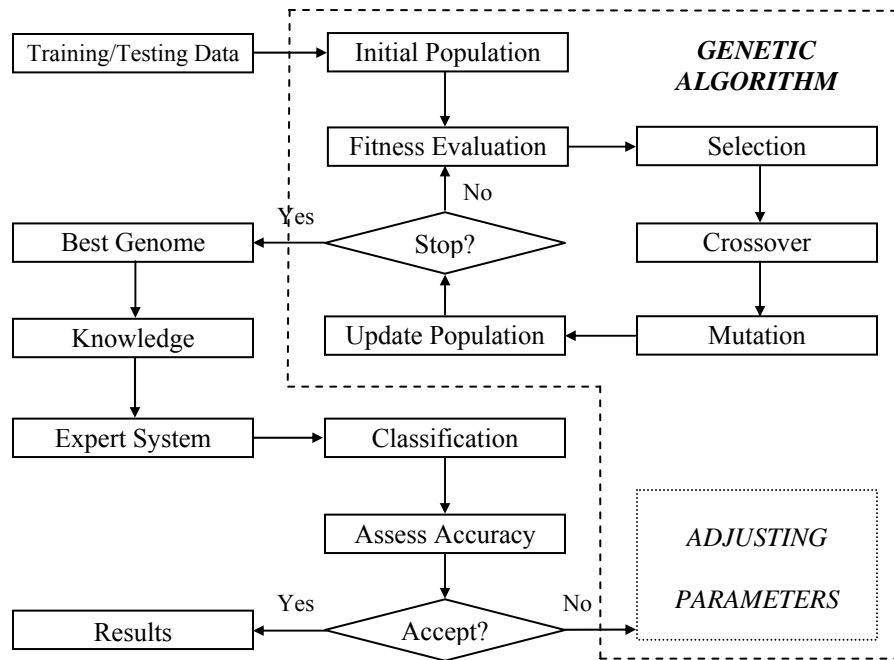 Training/Testing Data
Initial Population
GENETIC
ALGORITHM
Fitness Evaluation
Selection
No
Yes
Best Genome
Stop?
Crossover
Knowledge
Update Population
Mutation
Expert System
Classification
Assess Accuracy
ADJUSTING
PARAMETERS
Yes
No
Results
Accept?